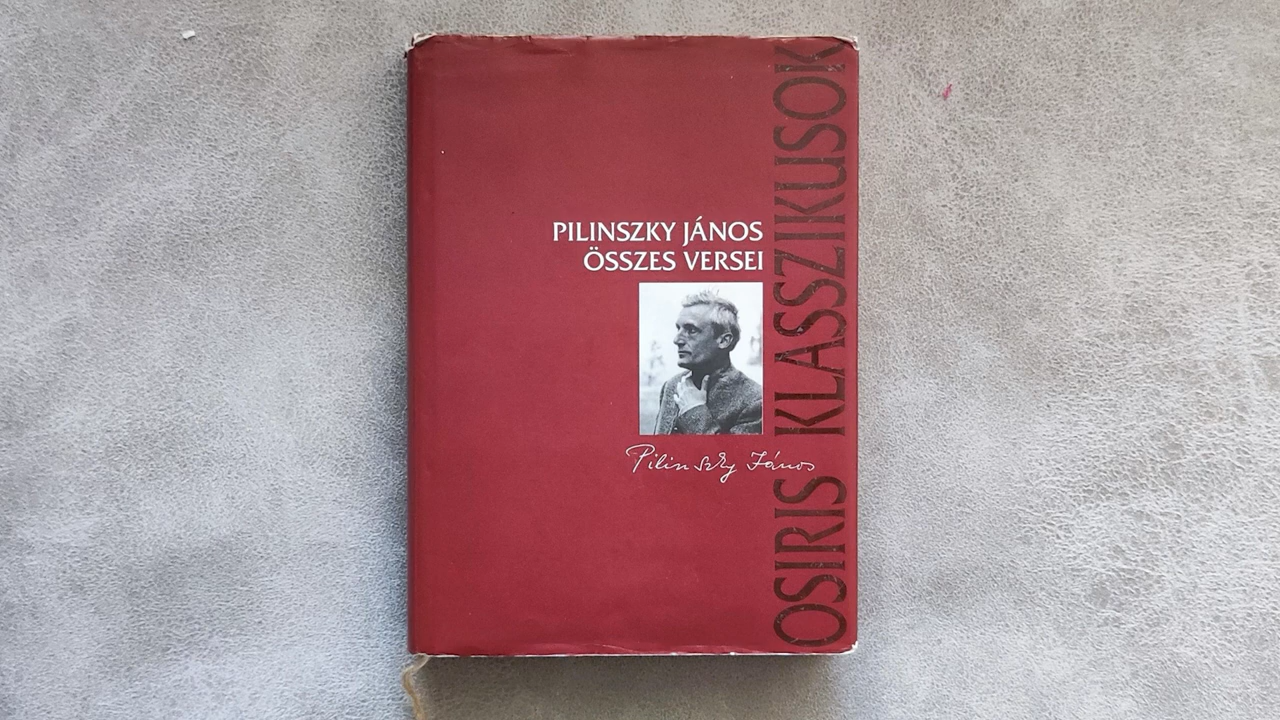 PILINSZKY JÁNOS
ÖSSZES VERSEI
Pilinszky János
OSIRIS KLASSZIKUSOK